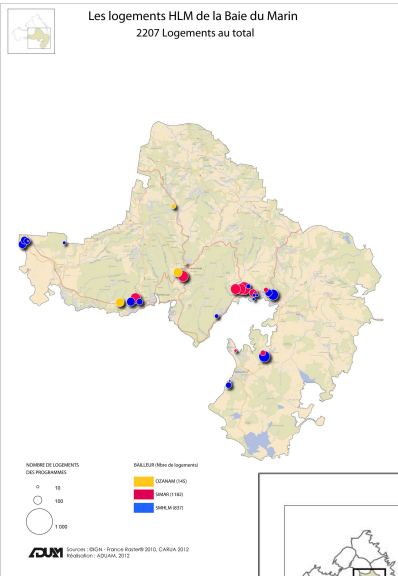 Les logements HLM de la Baie du Marin
2207 Logements au total
NOMBRE DE LOGEMENTS
DES PROGRAMMES
10
100
1 000
BAILLEUR (Nbre de logements)
OZANAM (145)
SIMAR (1182)
SMHLM (837)
ADUAM
Sources : ©IGN - France Raster® 2010, CARUA 2012
Réalisation : ADUAM, 2012